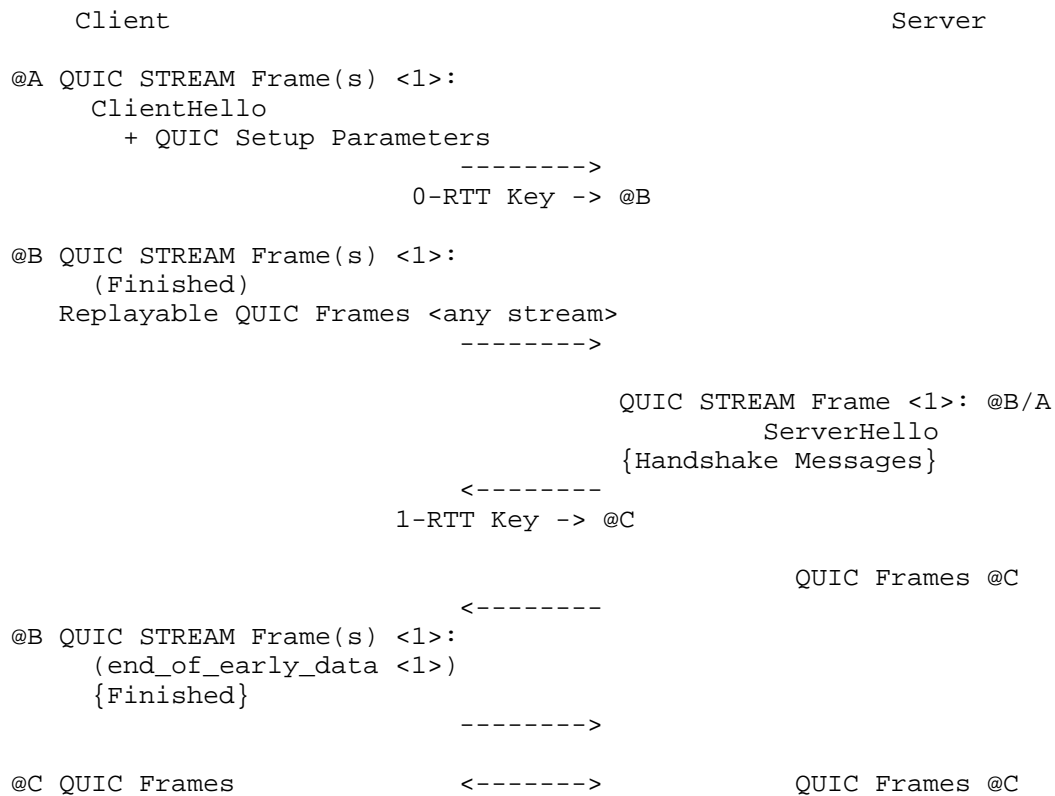 Client                                             Server

@A QUIC STREAM Frame(s) <1>:
     ClientHello
       + QUIC Setup Parameters
                            -------->
                         0-RTT Key -> @B

@B QUIC STREAM Frame(s) <1>:
     (Finished)
   Replayable QUIC Frames <any stream>
                            -------->

                                      QUIC STREAM Frame <1>: @B/A
                                               ServerHello
                                      {Handshake Messages}
                            <--------
                        1-RTT Key -> @C

                                                 QUIC Frames @C
                            <--------
@B QUIC STREAM Frame(s) <1>:
     (end_of_early_data <1>)
     {Finished}
                            -------->

@C QUIC Frames              <------->            QUIC Frames @C